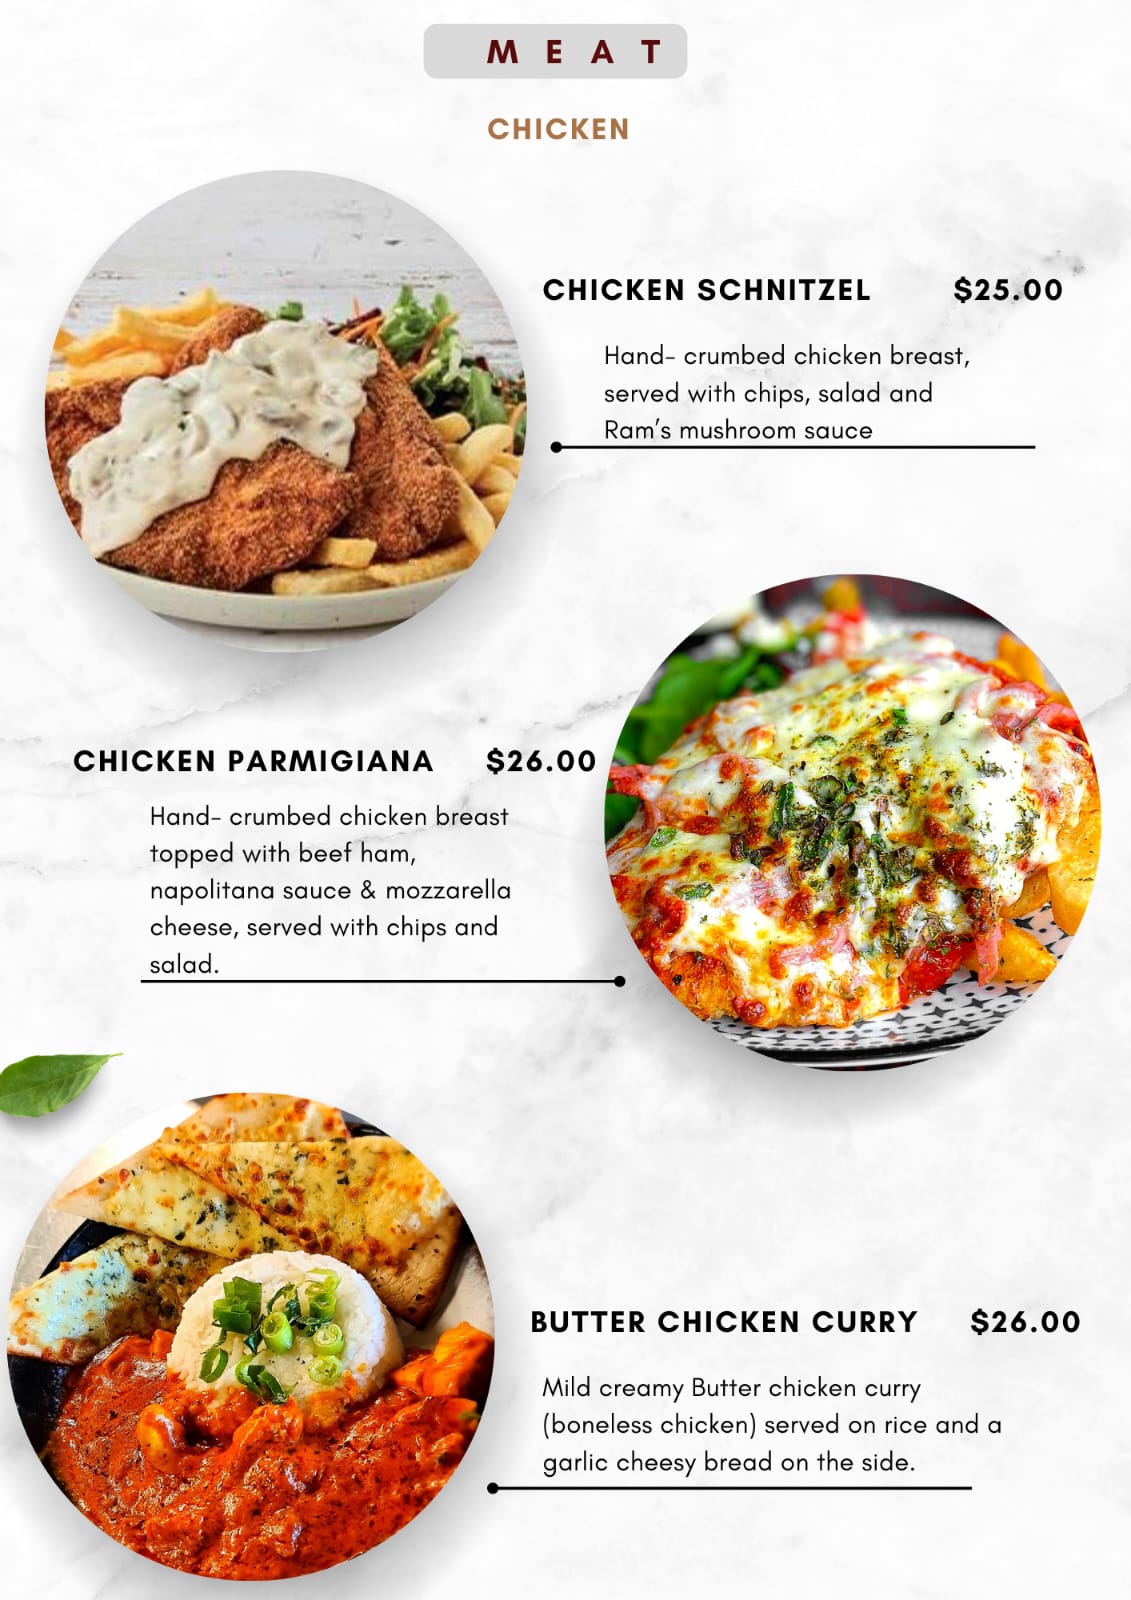 MEAT
CHICKEN
CHICKEN SCHNITZEL $25.00
Hand- crumbed chicken breast,
served with chips, salad and
Ram's mushroom sauce
CHICKEN PARMIGIANA $26.00
Hand- crumbed chicken breast
topped with beef ham,
napolitana sauce & mozzarella
cheese, served with chips and
salad.
BUTTER CHICKEN CURRY $26.00
Mild creamy Butter chicken curry
(boneless chicken) served on rice and a
garlic cheesy bread on the side.